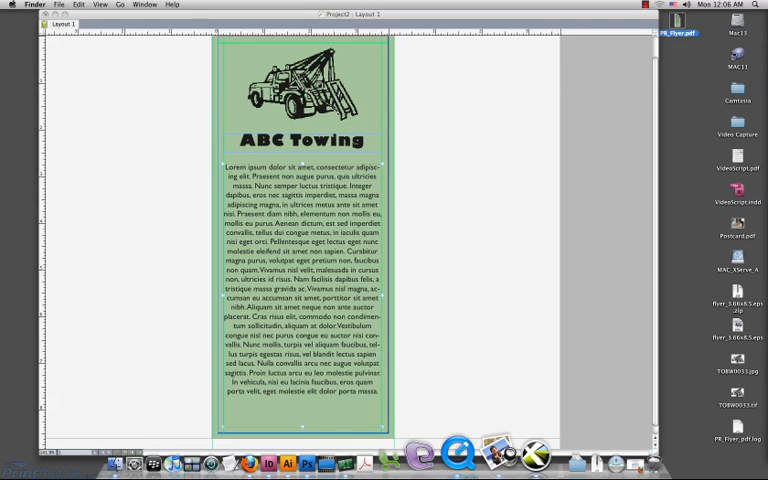 Finder File Edit View Go Window Help
Mon 12:06 AM
Project2 : Layout 1
Layout 1
ABC Towing
Lorem ipsum dolor sit amet, consectetur adipisc-
ing elit. Praesent non augue purus, quis ultricies
massa. Nunc semper luctus tristique. Integer
dapibus, eros nec sagittis imperdiet, massa magna
adipiscing magna, in ultrices metus ante sit amet
nisi. Praesent diam nibh, elementum non mollis eu,
mollis eu purus. Aenean dictum, est sed imperdiet
convallis, tellus dui congue metus, in iaculis quam
nisi eget orci. Pellentesque eget lectus eget nunc
molestie eleifend sit amet non sapien. Curabitur
magna purus, volutpat eget pretium non, faucibus
non quam. Vivamus nisl velit, malesuada in cursus
non, ultricies id risus. Nam facilisis dapibus felis, a
tristique massa gravida ac. Vivamus nisl magna, ac-
cumsan eu accumsan sit amet, porttitor sit amet
nibh. Aliquam sit amet neque non ante auctor
placerat. Cras risus elit, commodo non condimen-
tum sollicitudin, aliquam at dolor. Vestibulum
congue nisl nec purus congue eu auctor nisi con-
vallis. Nunc mollis, turpis vel aliquam faucibus, tel-
lus turpis egestas risus, vel blandit lectus sapien
sed lacus. Nulla convallis arcu nec augue volutpat
sagittis. Proin luctus arcu eu leo molestie pulvinar.
In vehicula, nisi eu lacinia faucibus, eros quam
porta velit, eget molestie elit dolor porta massa.
PR_Flyer.pdf
Mac13
MAC11
Camtasia
Video Capture
VideoScript.pdf
VideoScript.indd
Postcard.pdf
MAC_XServe_A
flyer_3.66x8.5.eps
.zip
flyer_3.66x8.5.eps
TOBW0033.jpg
TOBW0033.tif
PR_Flyer_pdf.log